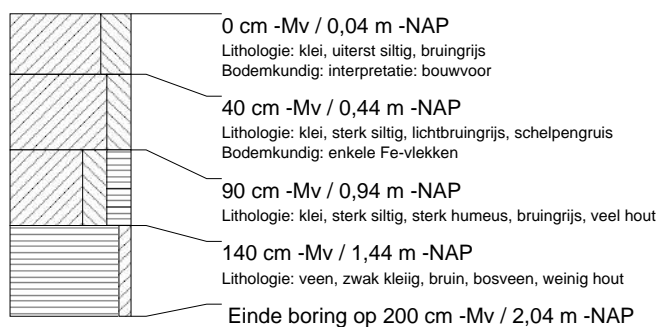 0 cm -Mv / 0,04 m -NAP
Lithologie: klei, uiterst siltig, bruingrijs
Bodemkundig: interpretatie: bouwvoor
40 cm -Mv / 0,44 m -NAP
Lithologie: klei, sterk siltig, lichtbruingrijs, schelpengruis
Bodemkundig: enkele Fe-vlekken
90 cm -Mv / 0,94 m -NAP
Lithologie: klei, sterk siltig, sterk humeus, bruingrijs, veel hout
140 cm -Mv / 1,44 m -NAP
Lithologie: veen, zwak kleiig, bruin, bosveen, weinig hout
Einde boring op 200 cm -Mv / 2,04 m -NAP